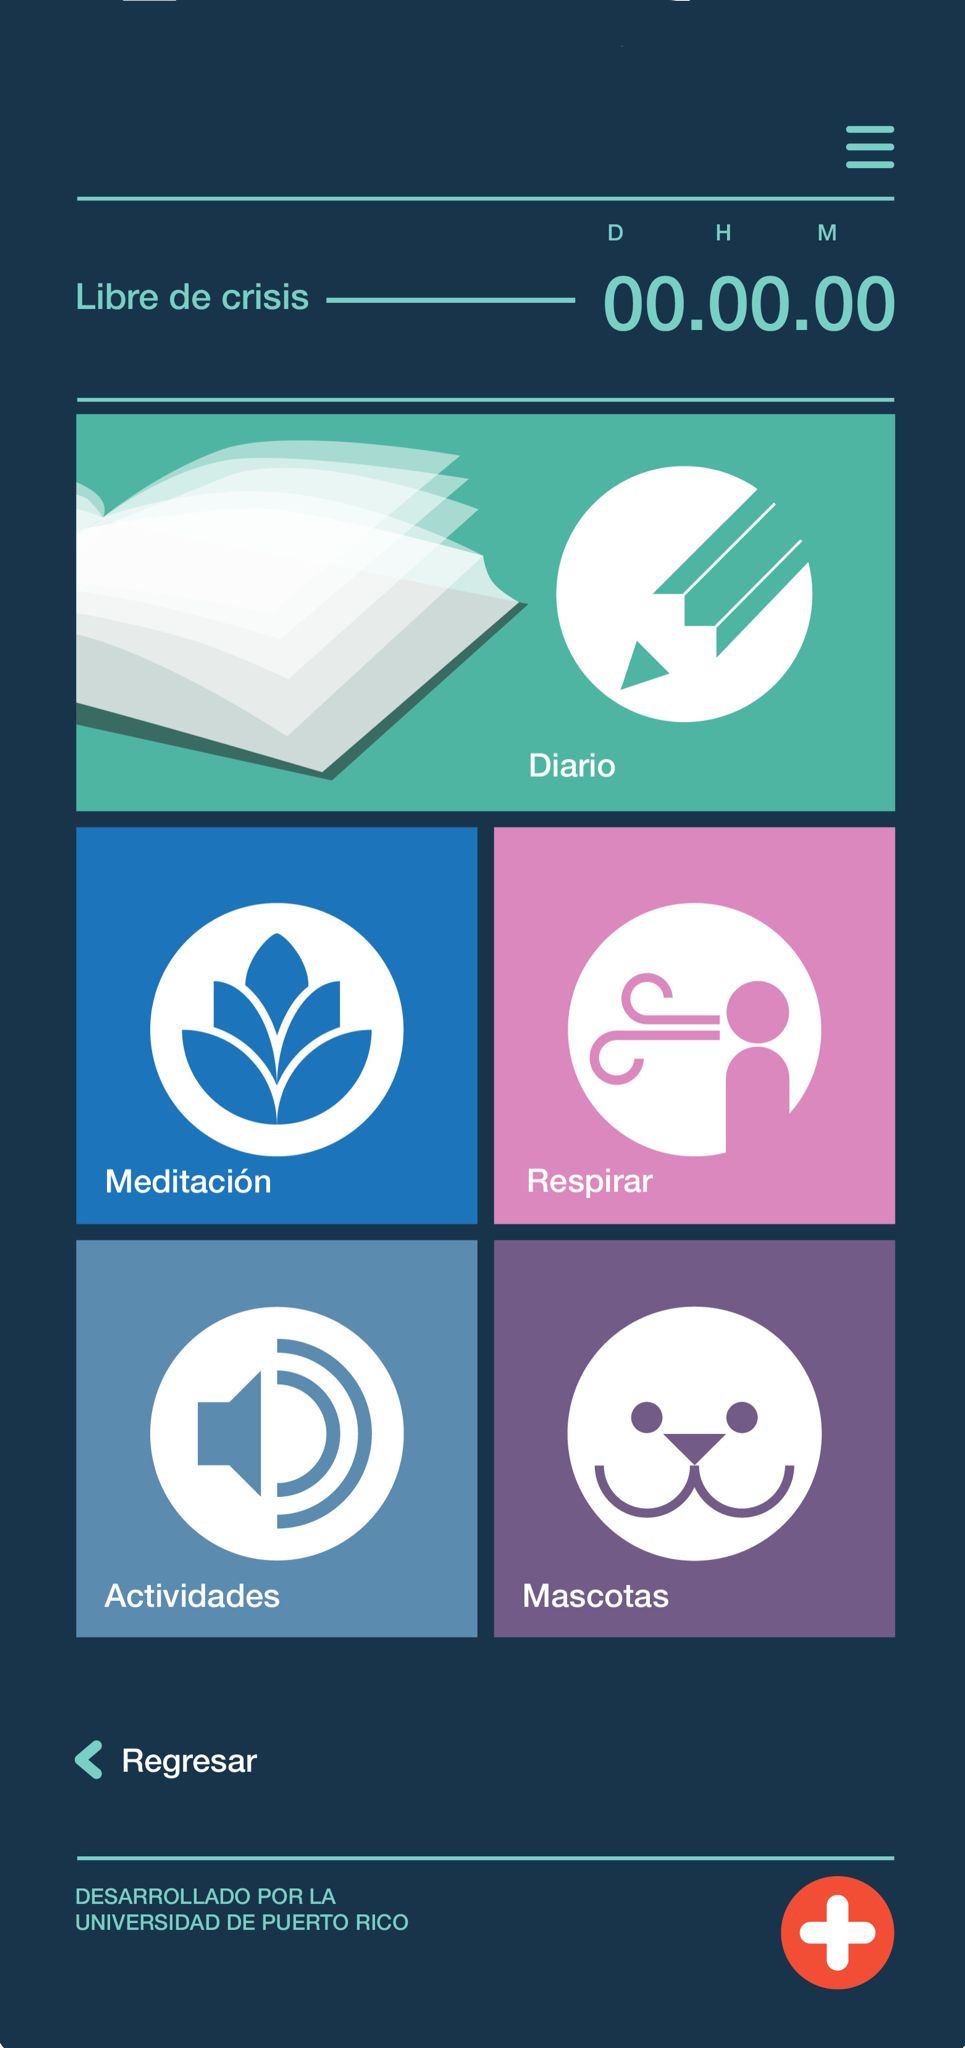 D H M
Libre de crisis 00.00.00
Diario
Meditación
Respirar
Actividades
Mascotas
Regresar
DESARROLLADO POR LA
UNIVERSIDAD DE PUERTO RICO